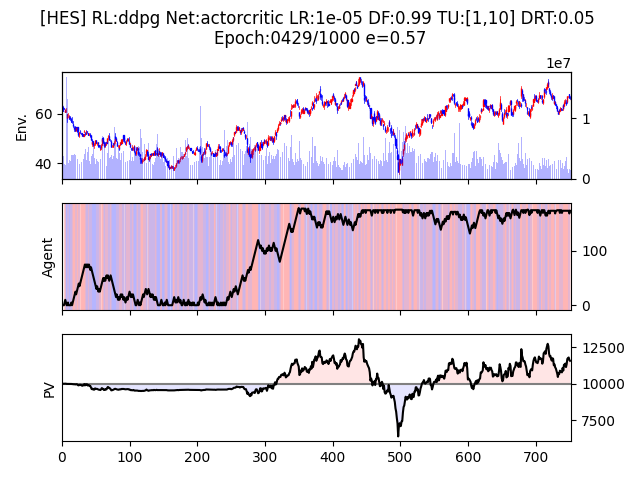 [HES] RL:ddpg Net:actorcritic LR:1e-05 DF:0.99 TU:[1,10] DRT:0.05
Epoch:0429/1000 e=0.57
1e7
Env.
60
40
1
0
Agent
100
0
PV
12500
10000
7500
0 100 200 300 400 500 600 700